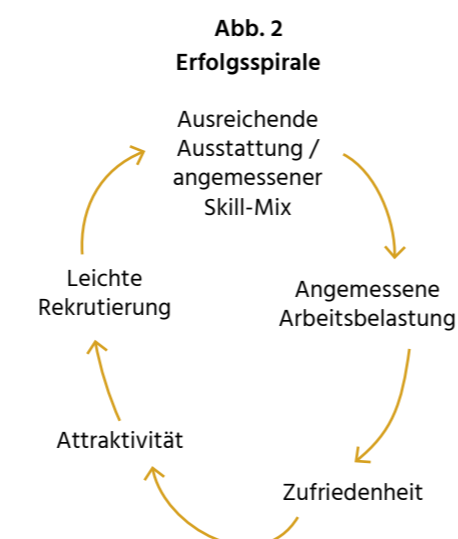 Abb. 2
Erfolgsspirale
Ausreichende
Ausstattung /
angemessener
Skill-Mix
Angemessene
Arbeitsbelastung
Zufriedenheit
Attraktivität
Leichte
Rekrutierung